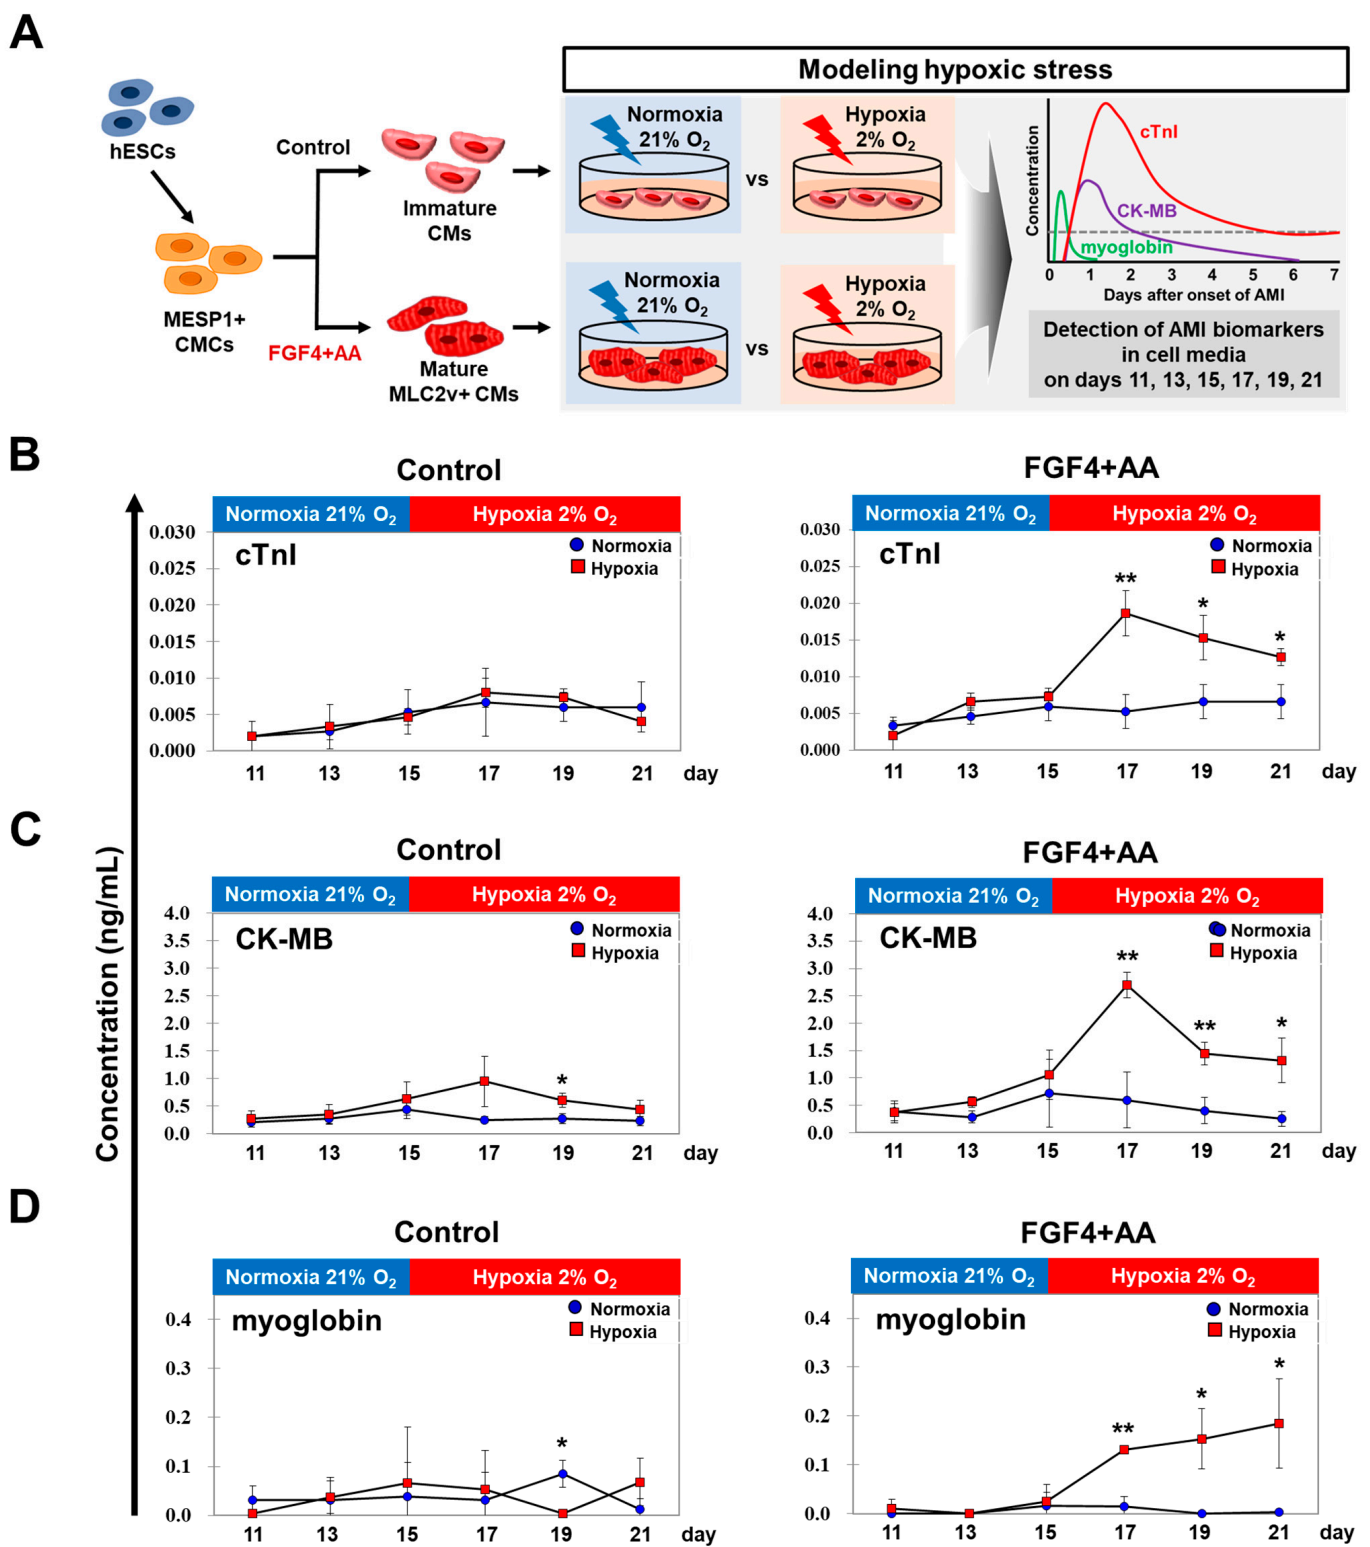 A
Modeling hypoxic stress
hESCs
MESP1+
CMCs
Control
FGF4+AA
Immature
CMs
Mature
MLC2v+ CMs
Normoxia
21% O2
vs
Hypoxia
2% O2
Normoxia
21% O2
vs
Hypoxia
2% O2
Concentration
cTnI
CK-MB
myoglobin
0 1 2 3 4 5 6 7
Days after onset of AMI
Detection of AMI biomarkers
in cell media
on days 11, 13, 15, 17, 19, 21
Concentration (ng/mL)
B
Control
Normoxia 21% O2 Hypoxia 2% O2
cTnI
Normoxia
Hypoxia
0.030
0.025
0.020
0.015
0.010
0.005
0.000
11 13 15 17 19 21 day
FGF4+AA
Normoxia 21% O2 Hypoxia 2% O2
cTnI
Normoxia
Hypoxia
0.030
0.025
0.020
0.015
0.010
0.005
0.000
**
*
*
11 13 15 17 19 21 day
C
Control
Normoxia 21% O2 Hypoxia 2% O2
CK-MB
Normoxia
Hypoxia
4.0
3.5
3.0
2.5
2.0
1.5
1.0
0.5
0.0
*
11 13 15 17 19 21 day
FGF4+AA
Normoxia 21% O2 Hypoxia 2% O2
CK-MB
Normoxia
Hypoxia
4.0
3.5
3.0
2.5
2.0
1.5
1.0
0.5
0.0
**
**
*
11 13 15 17 19 21 day
D
Control
Normoxia 21% O2 Hypoxia 2% O2
myoglobin
Normoxia
Hypoxia
0.4
0.3
0.2
0.1
0.0
*
11 13 15 17 19 21 day
FGF4+AA
Normoxia 21% O2 Hypoxia 2% O2
myoglobin
Normoxia
Hypoxia
0.4
0.3
0.2
0.1
0.0
**
*
*
11 13 15 17 19 21 day